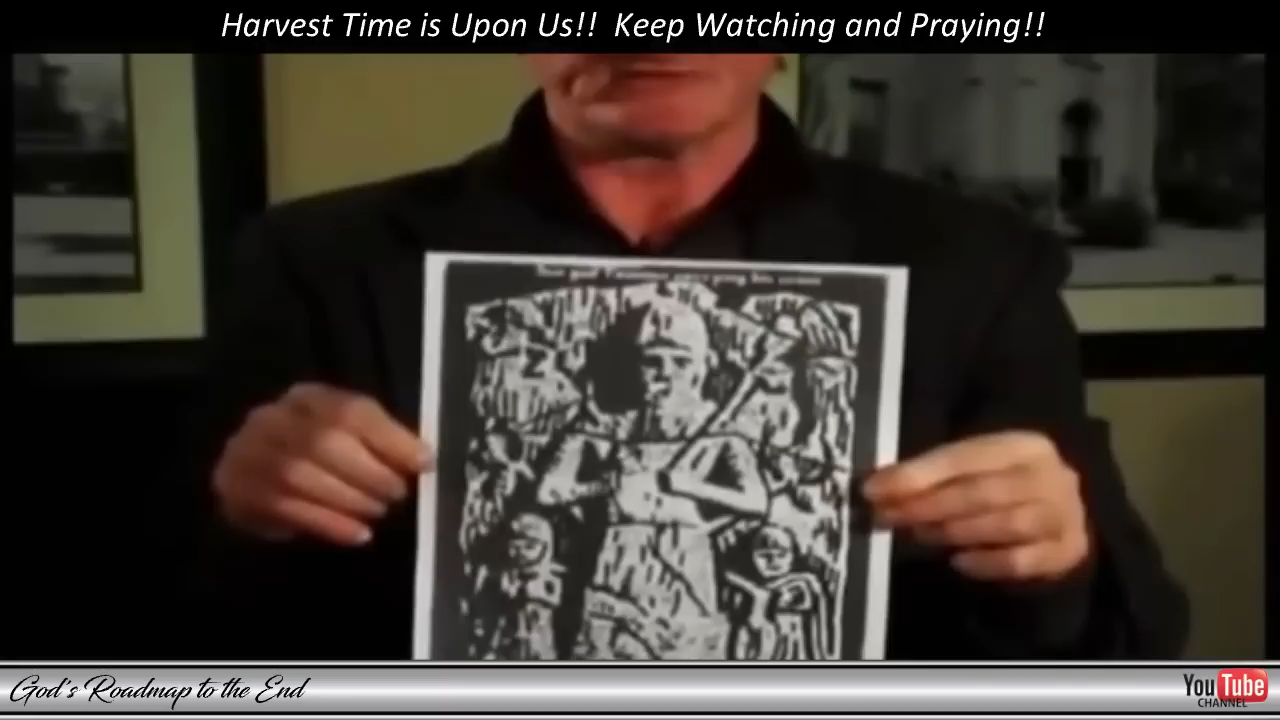 Harvest Time is Upon Us!!  Keep Watching and Praying!!
God's Roadmap to the End
YouTube
CHANNEL